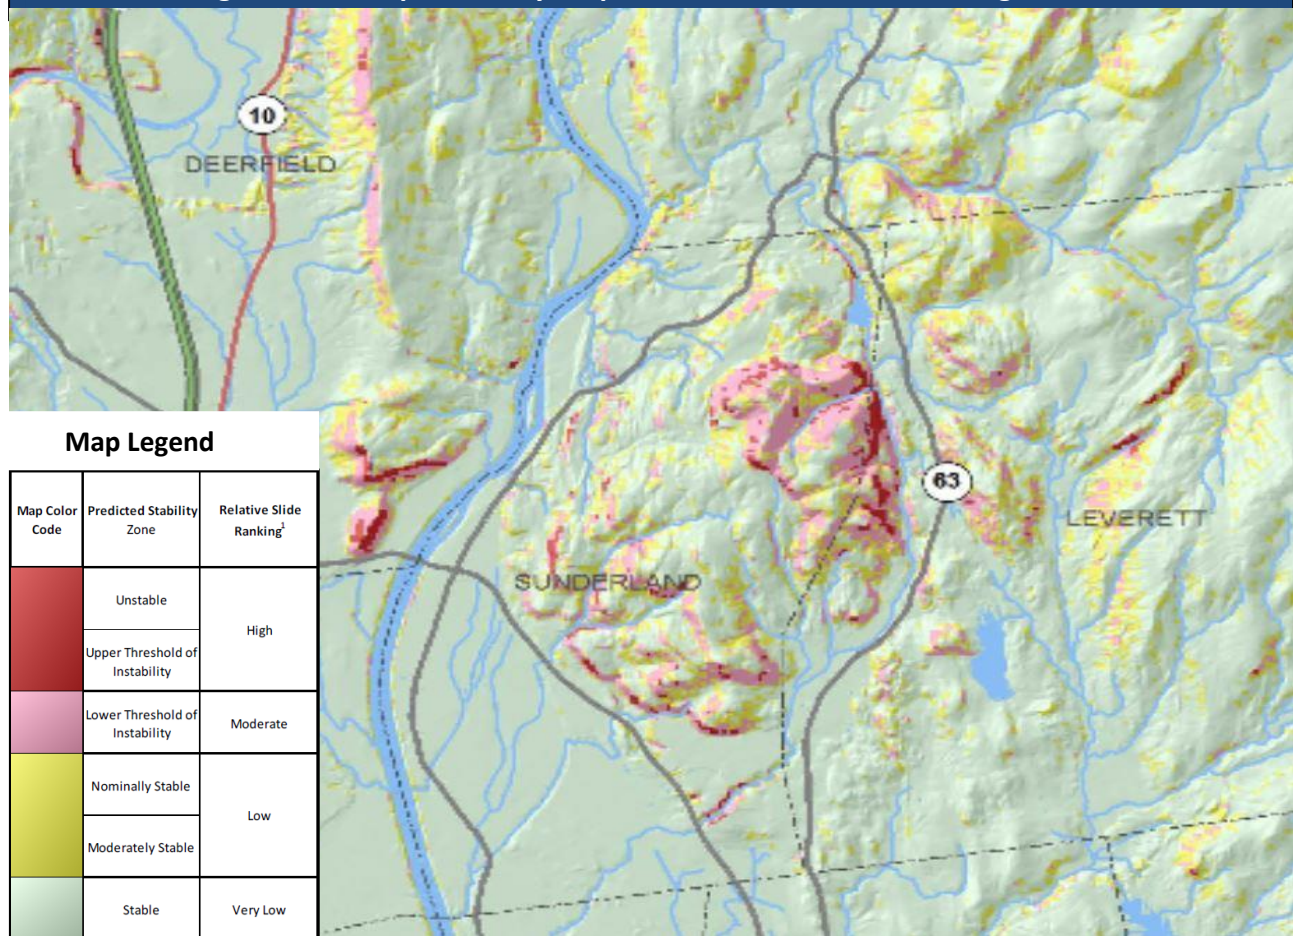 10
DEERFIELD
63
LEVERETT
SUNDERLAND
Map Legend
Map Color Code
Predicted Stability Zone
Relative Slide Ranking1
Unstable
High
Upper Threshold of Instability
Lower Threshold of Instability
Moderate
Nominally Stable
Low
Moderately Stable
Stable
Very Low